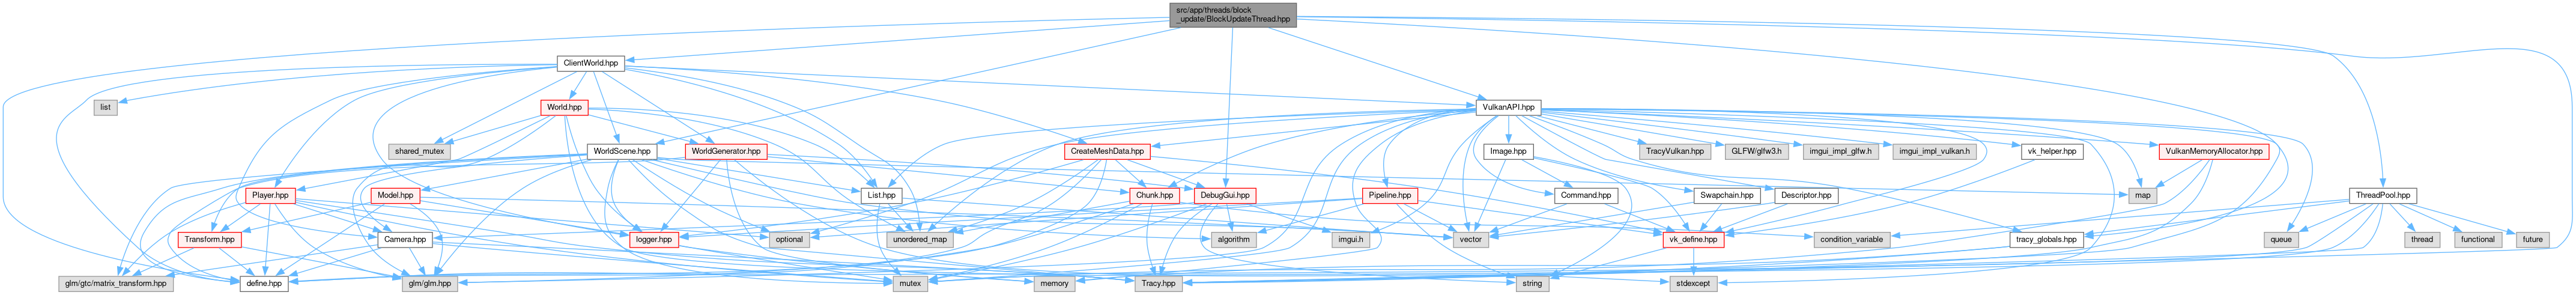 src/app/threads/block
_update/BlockUpdateThread.hpp
ClientWorld.hpp
list
World.hpp
VulkanAPI.hpp
shared_mutex
WorldScene.hpp
WorldGenerator.hpp
CreateMeshData.hpp
Image.hpp
TracyVulkan.hpp
GLFW/glfw3.h
imgui_impl_glfw.h
imgui_impl_vulkan.h
vk_helper.hpp
VulkanMemoryAllocator.hpp
Player.hpp
Model.hpp
List.hpp
Chunk.hpp
DebugGui.hpp
Pipeline.hpp
Command.hpp
Swapchain.hpp
Descriptor.hpp
map
ThreadPool.hpp
Transform.hpp
Camera.hpp
logger.hpp
optional
unordered_map
algorithm
imgui.h
vector
vk_define.hpp
condition_variable
tracy_globals.hpp
queue
thread
functional
future
glm/gtc/matrix_transform.hpp
define.hpp
glm/glm.hpp
mutex
memory
Tracy.hpp
string
stdexcept